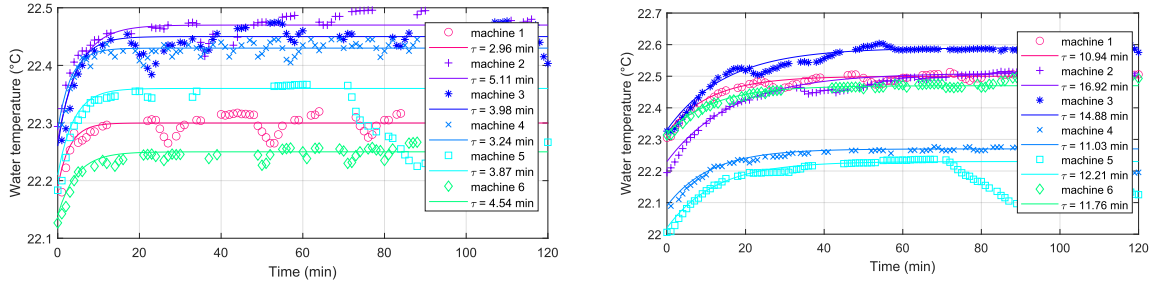 22.5
22.4
22.3
22.2
22.1
Water temperature (°C)
0
20
40
60
80
100
120
Time (min)
machine 1
τ = 2.96 min
machine 2
τ = 5.11 min
machine 3
τ = 3.98 min
machine 4
τ = 3.24 min
machine 5
τ = 3.87 min
machine 6
τ = 4.54 min
22.7
22.6
22.5
22.4
22.3
22.2
22.1
22
Water temperature (°C)
0
20
40
60
80
100
120
Time (min)
machine 1
τ = 10.94 min
machine 2
τ = 16.92 min
machine 3
τ = 14.88 min
machine 4
τ = 11.03 min
machine 5
τ = 12.21 min
machine 6
τ = 11.76 min